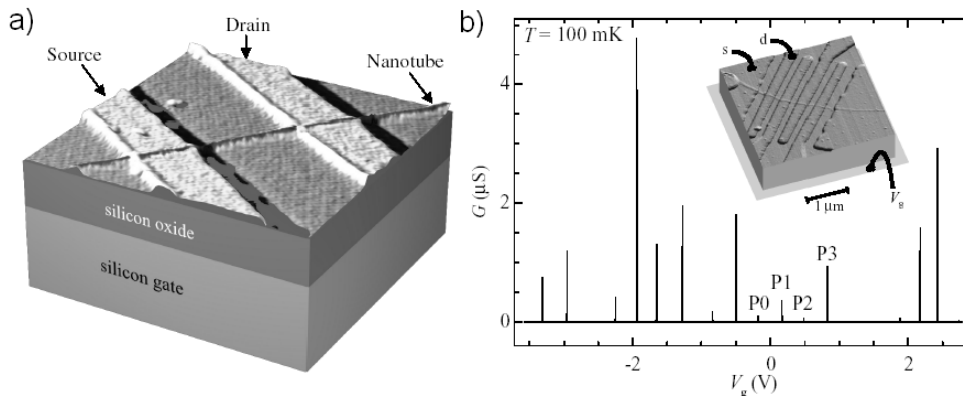 a)
Drain
Source
Nanotube
silicon oxide
silicon gate
b)
T = 100 mK
s
d
4
2
0
G (μS)
1 μm
Vg
P0
P1
P2
P3
-2
0
2
Vg (V)